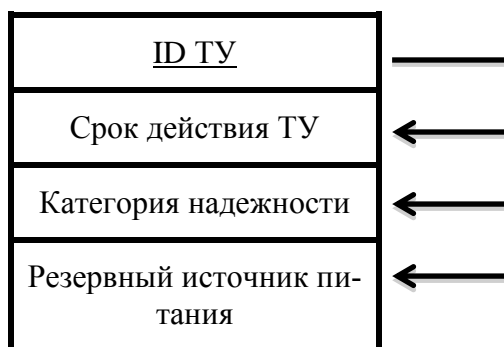 ID ТУ
Срок действия ТУ
Категория надежности
Резервный источник пи-
тания